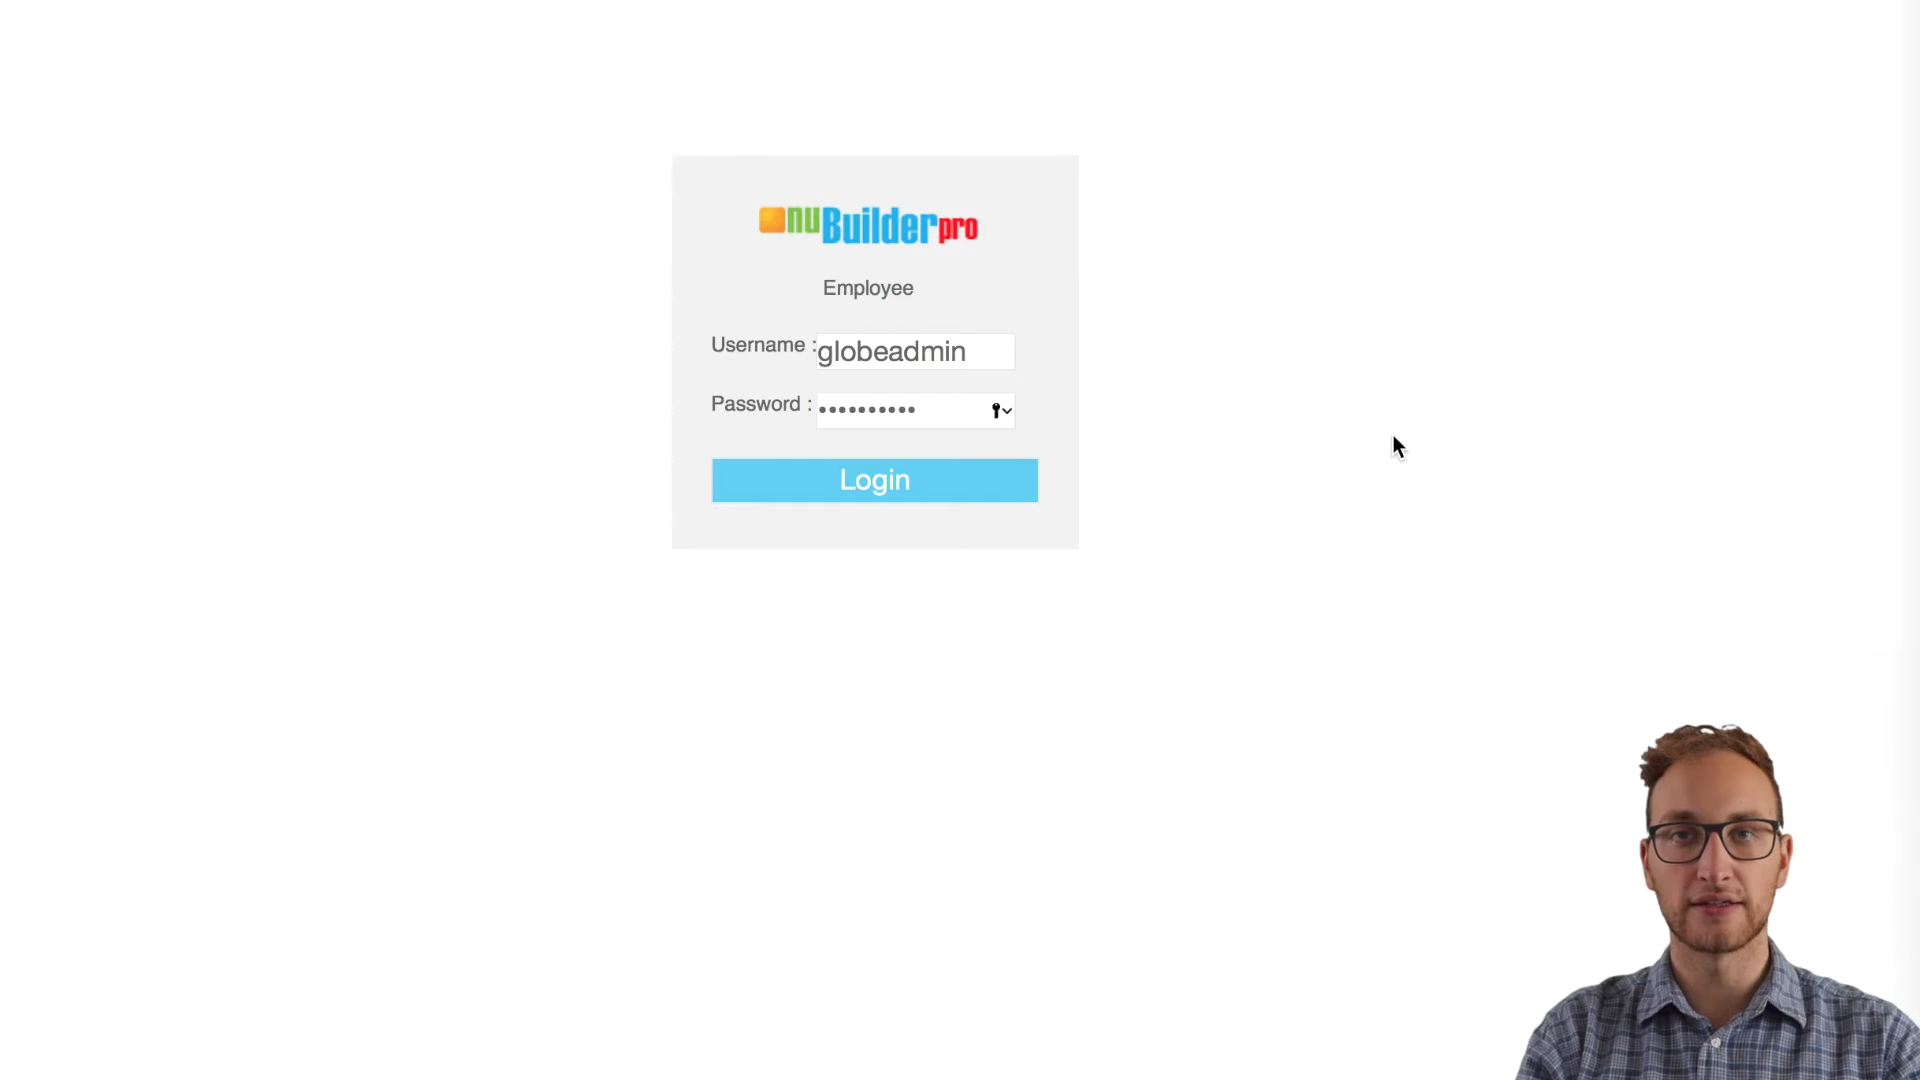 nuBuilderpro
Employee
Username :globeadmin
Password : ••••••••••
Login